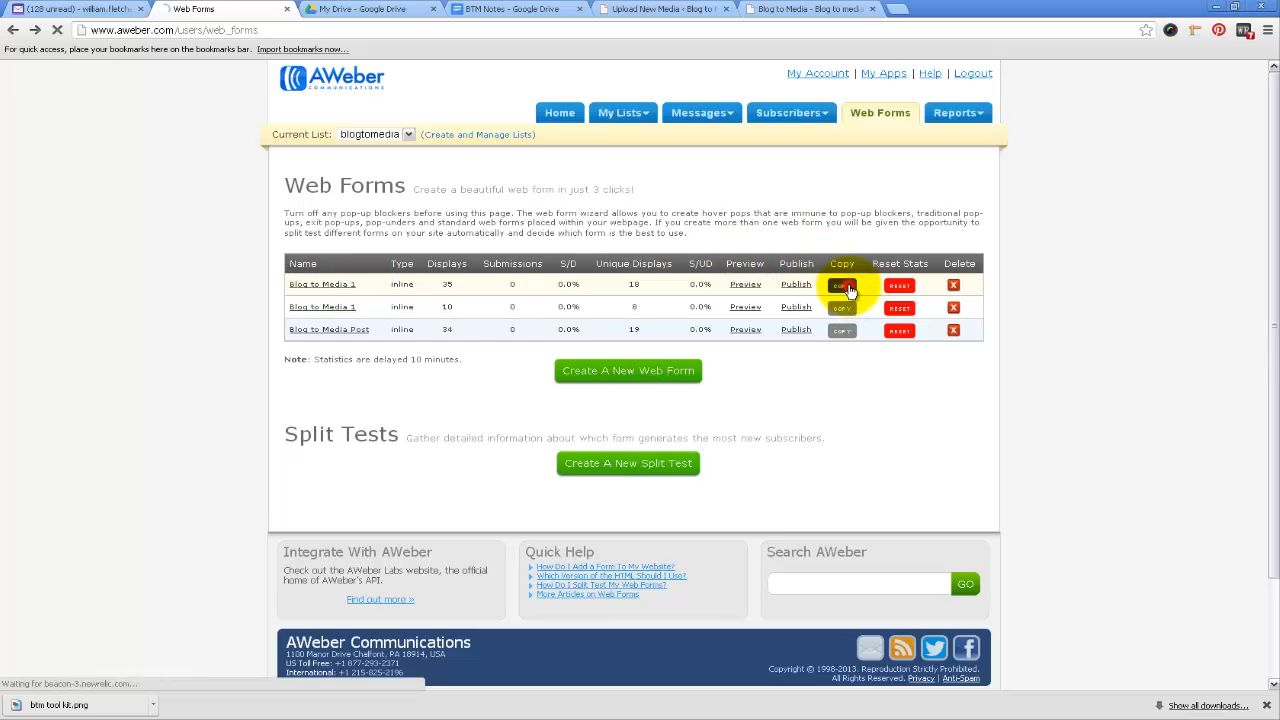 (128 unread) - william.fletch
Web Forms
My Drive - Google Drive
BTM Notes - Google Drive
Upload New Media ‹ Blog to M
Blog to Media - Blog to media
www.aweber.com/users/web_forms
For quick access, place your bookmarks here on the bookmarks bar. Import bookmarks now...
AWeber
COMMUNICATIONS
My Account | My Apps | Help | Logout
Home My Lists Messages Subscribers Web Forms Reports
Current List: blogtomedia (Create and Manage Lists)
Web Forms Create a beautiful web form in just 3 clicks!
Turn off any pop-up blockers before using this page. The web form wizard allows you to create hover pops that are immune to pop-up blockers, traditional pop-
ups, exit pop-ups, pop-unders and standard web forms placed within your webpage. If you create more than one web form you will be given the opportunity to
split test different forms on your site automatically and decide which form is the best to use.
Name Type Displays Submissions S/D Unique Displays S/UD Preview Publish Copy Reset Stats Delete
Blog to Media 1 inline 35 0 0.0% 18 0.0% Preview Publish RESET X
Blog to Media 1 inline 10 0 0.0% 8 0.0% Preview Publish COPY RESET X
Blog to Media Post inline 34 0 0.0% 19 0.0% Preview Publish COPY RESET X
Note: Statistics are delayed 10 minutes.
Create A New Web Form
Split Tests Gather detailed information about which form generates the most new subscribers.
Create A New Split Test
Integrate With AWeber
Check out the AWeber Labs website, the official
home of AWeber's API.
Find out more »
Quick Help
How Do I Add a Form To My Website?
Which Version of the HTML Should I Use?
How Do I Split Test My Web Forms?
More Articles on Web Forms
Search AWeber
GO
AWeber Communications
1100 Manor Drive Chalfont, PA 18914, USA
US Toll Free: +1 877-293-2371
International: +1 215-825-2196
Copyright © 1998-2013. Reproduction Strictly Prohibited.
All Rights Reserved. Privacy | Anti-Spam
Waiting for beacon-3.newrelic.com...
btm tool kit.png
Show all downloads...